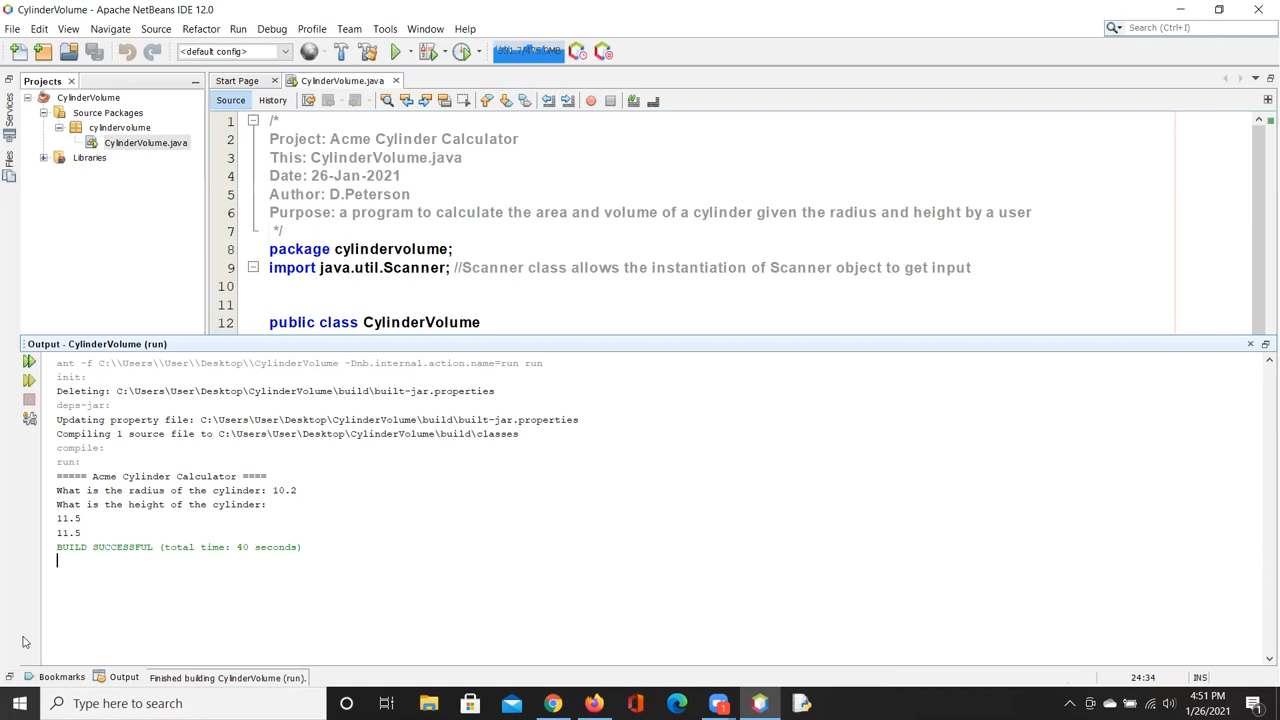 CylinderVolume - Apache NetBeans IDE 12.0
File Edit View Navigate Source Refactor Run Debug Profile Team Tools Window Help
Search (Ctrl+I)
<default config>
Projects
Start Page
CylinderVolume.java
Services
Files
CylinderVolume
Source Packages
cylindervolume
CylinderVolume.java
Libraries
Source History
1 /*
2 Project: Acme Cylinder Calculator
3 This: CylinderVolume.java
4 Date: 26-Jan-2021
5 Author: D.Peterson
6 Purpose: a program to calculate the area and volume of a cylinder given the radius and height by a user
7 */
8 package cylindervolume;
9 import java.util.Scanner; //Scanner class allows the instantiation of Scanner object to get input
10
11
12 public class CylinderVolume
Output - CylinderVolume (run)
ant -f C:\\Users\\User\\Desktop\\CylinderVolume -Dnb.internal.action.name=run run
init:
Deleting: C:\Users\User\Desktop\CylinderVolume\build\built-jar.properties
deps-jar:
Updating property file: C:\Users\User\Desktop\CylinderVolume\build\built-jar.properties
Compiling 1 source file to C:\Users\User\Desktop\CylinderVolume\build\classes
compile:
run:
===== Acme Cylinder Calculator ====
What is the radius of the cylinder: 10.2
What is the height of the cylinder:
11.5
11.5
BUILD SUCCESSFUL (total time: 40 seconds)
Bookmarks Output Finished building CylinderVolume (run).
24:34 INS
Type here to search
1
4:51 PM
1/26/2021
1